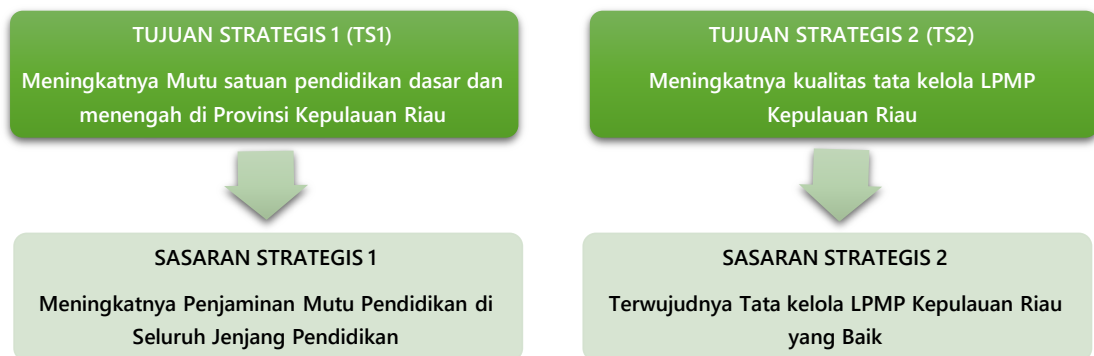 TUJUAN STRATEGIS 1 (TS1)
Meningkatnya Mutu satuan pendidikan dasar dan
menengah di Provinsi Kepulauan Riau
TUJUAN STRATEGIS 2 (TS2)
Meningkatnya kualitas tata kelola LPMP
Kepulauan Riau
SASARAN STRATEGIS 1
Meningkatnya Penjaminan Mutu Pendidikan di
Seluruh Jenjang Pendidikan
SASARAN STRATEGIS 2
Terwujudnya Tata kelola LPMP Kepulauan Riau
yang Baik